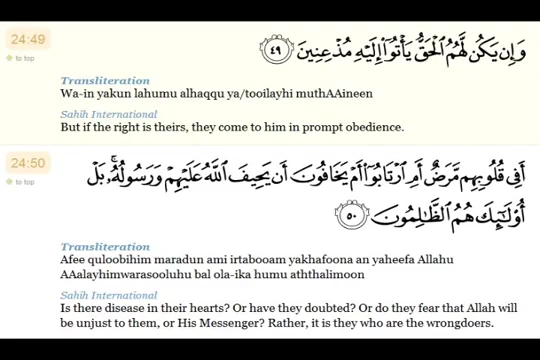 24:49
to top
وَإِن يَكُن لَّهُمُ ٱلْحَقُّ يَأْتُوٓا۟ إِلَيْهِ مُذْعِنِينَ ٤٩
Transliteration
Wa-in yakun lahumu alhaqqu ya/tooilayhi muthAAineen
Sahih International
But if the right is theirs, they come to him in prompt obedience.
24:50
to top
أَفِى قُلُوبِهِم مَّرَضٌ أَمِ ٱرْتَابُوٓا۟ أَمْ يَخَافُونَ أَن يَحِيفَ ٱللَّهُ عَلَيْهِمْ وَرَسُولُهُۥ ۚ بَلْ
أُو۟لَـٰٓئِكَ هُمُ ٱلظَّـٰلِمُونَ ٥٠
Transliteration
Afee quloobihim maradun ami irtabooam yakhafoona an yaheefa Allahu
AAalayhimwarasooluhu bal ola-ika humu aththalimoon
Sahih International
Is there disease in their hearts? Or have they doubted? Or do they fear that Allah will
be unjust to them, or His Messenger? Rather, it is they who are the wrongdoers.